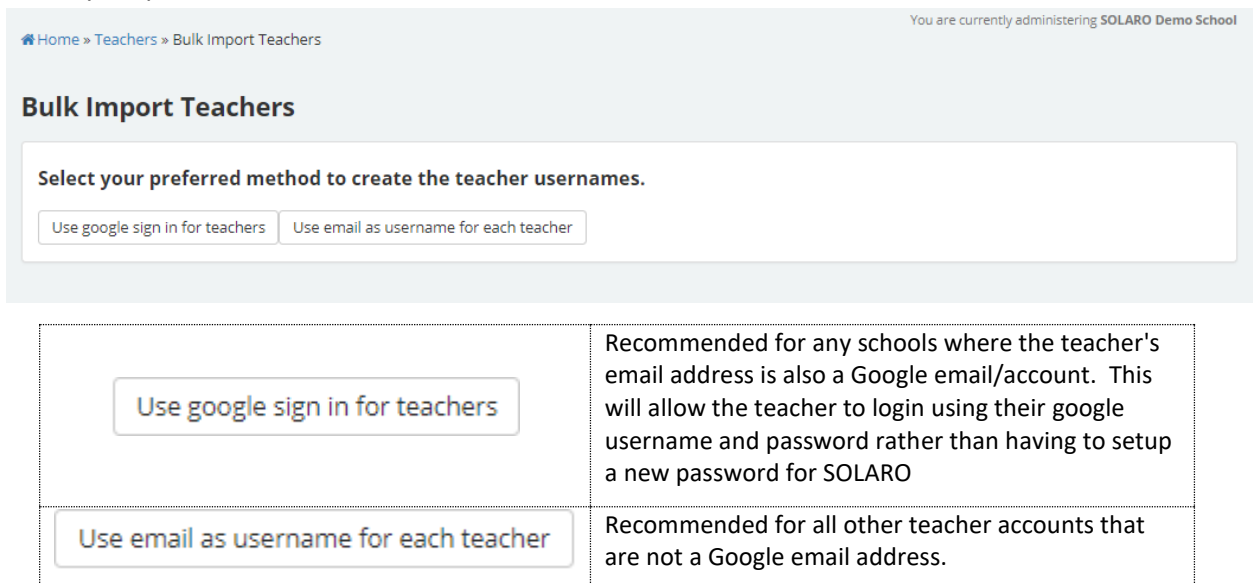 You are currently administering SOLARO Demo School
Home » Teachers » Bulk Import Teachers
Bulk Import Teachers
Select your preferred method to create the teacher usernames.
Use google sign in for teachers
Use email as username for each teacher
Use google sign in for teachers
Recommended for any schools where the teacher's
email address is also a Google email/account.  This
will allow the teacher to login using their google
username and password rather than having to setup
a new password for SOLARO
Use email as username for each teacher
Recommended for all other teacher accounts that
are not a Google email address.